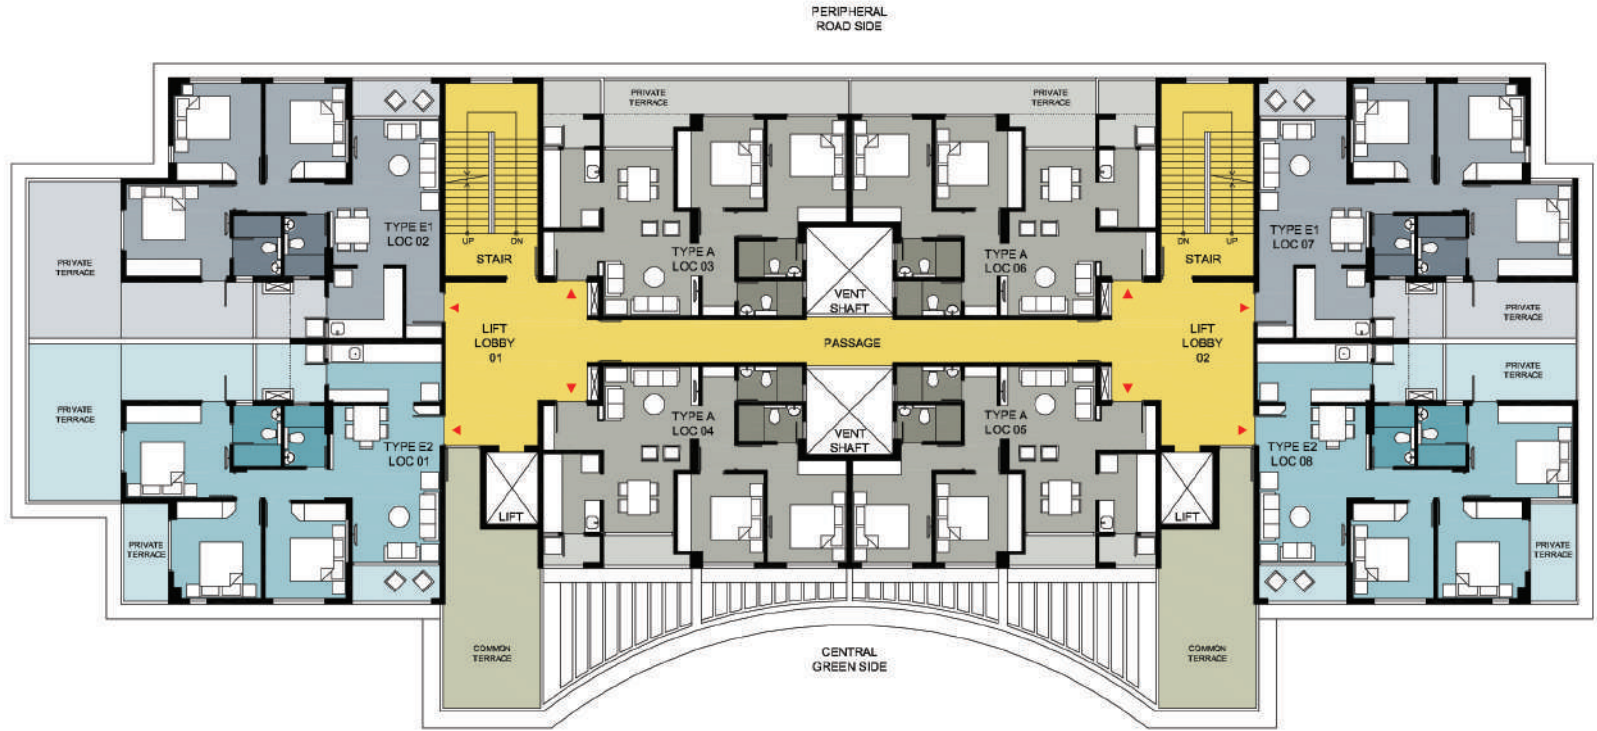 PERIPHERAL
ROAD SIDE
PRIVATE
TERRACE
PRIVATE
TERRACE
TYPE E1
LOC 02
UP
DN
STAIR
TYPE A
LOC 03
VENT
SHAFT
TYPE A
LOC 06
DN
UP
STAIR
TYPE E1
LOC 07
PRIVATE
TERRACE
PRIVATE
TERRACE
LIFT
LOBBY
01
PASSAGE
LIFT
LOBBY
02
PRIVATE
TERRACE
PRIVATE
TERRACE
TYPE E2
LOC 01
TYPE A
LOC 04
VENT
SHAFT
TYPE A
LOC 05
TYPE E2
LOC 08
LIFT
LIFT
PRIVATE
TERRACE
PRIVATE
TERRACE
COMMON
TERRACE
CENTRAL
GREEN SIDE
COMMON
TERRACE